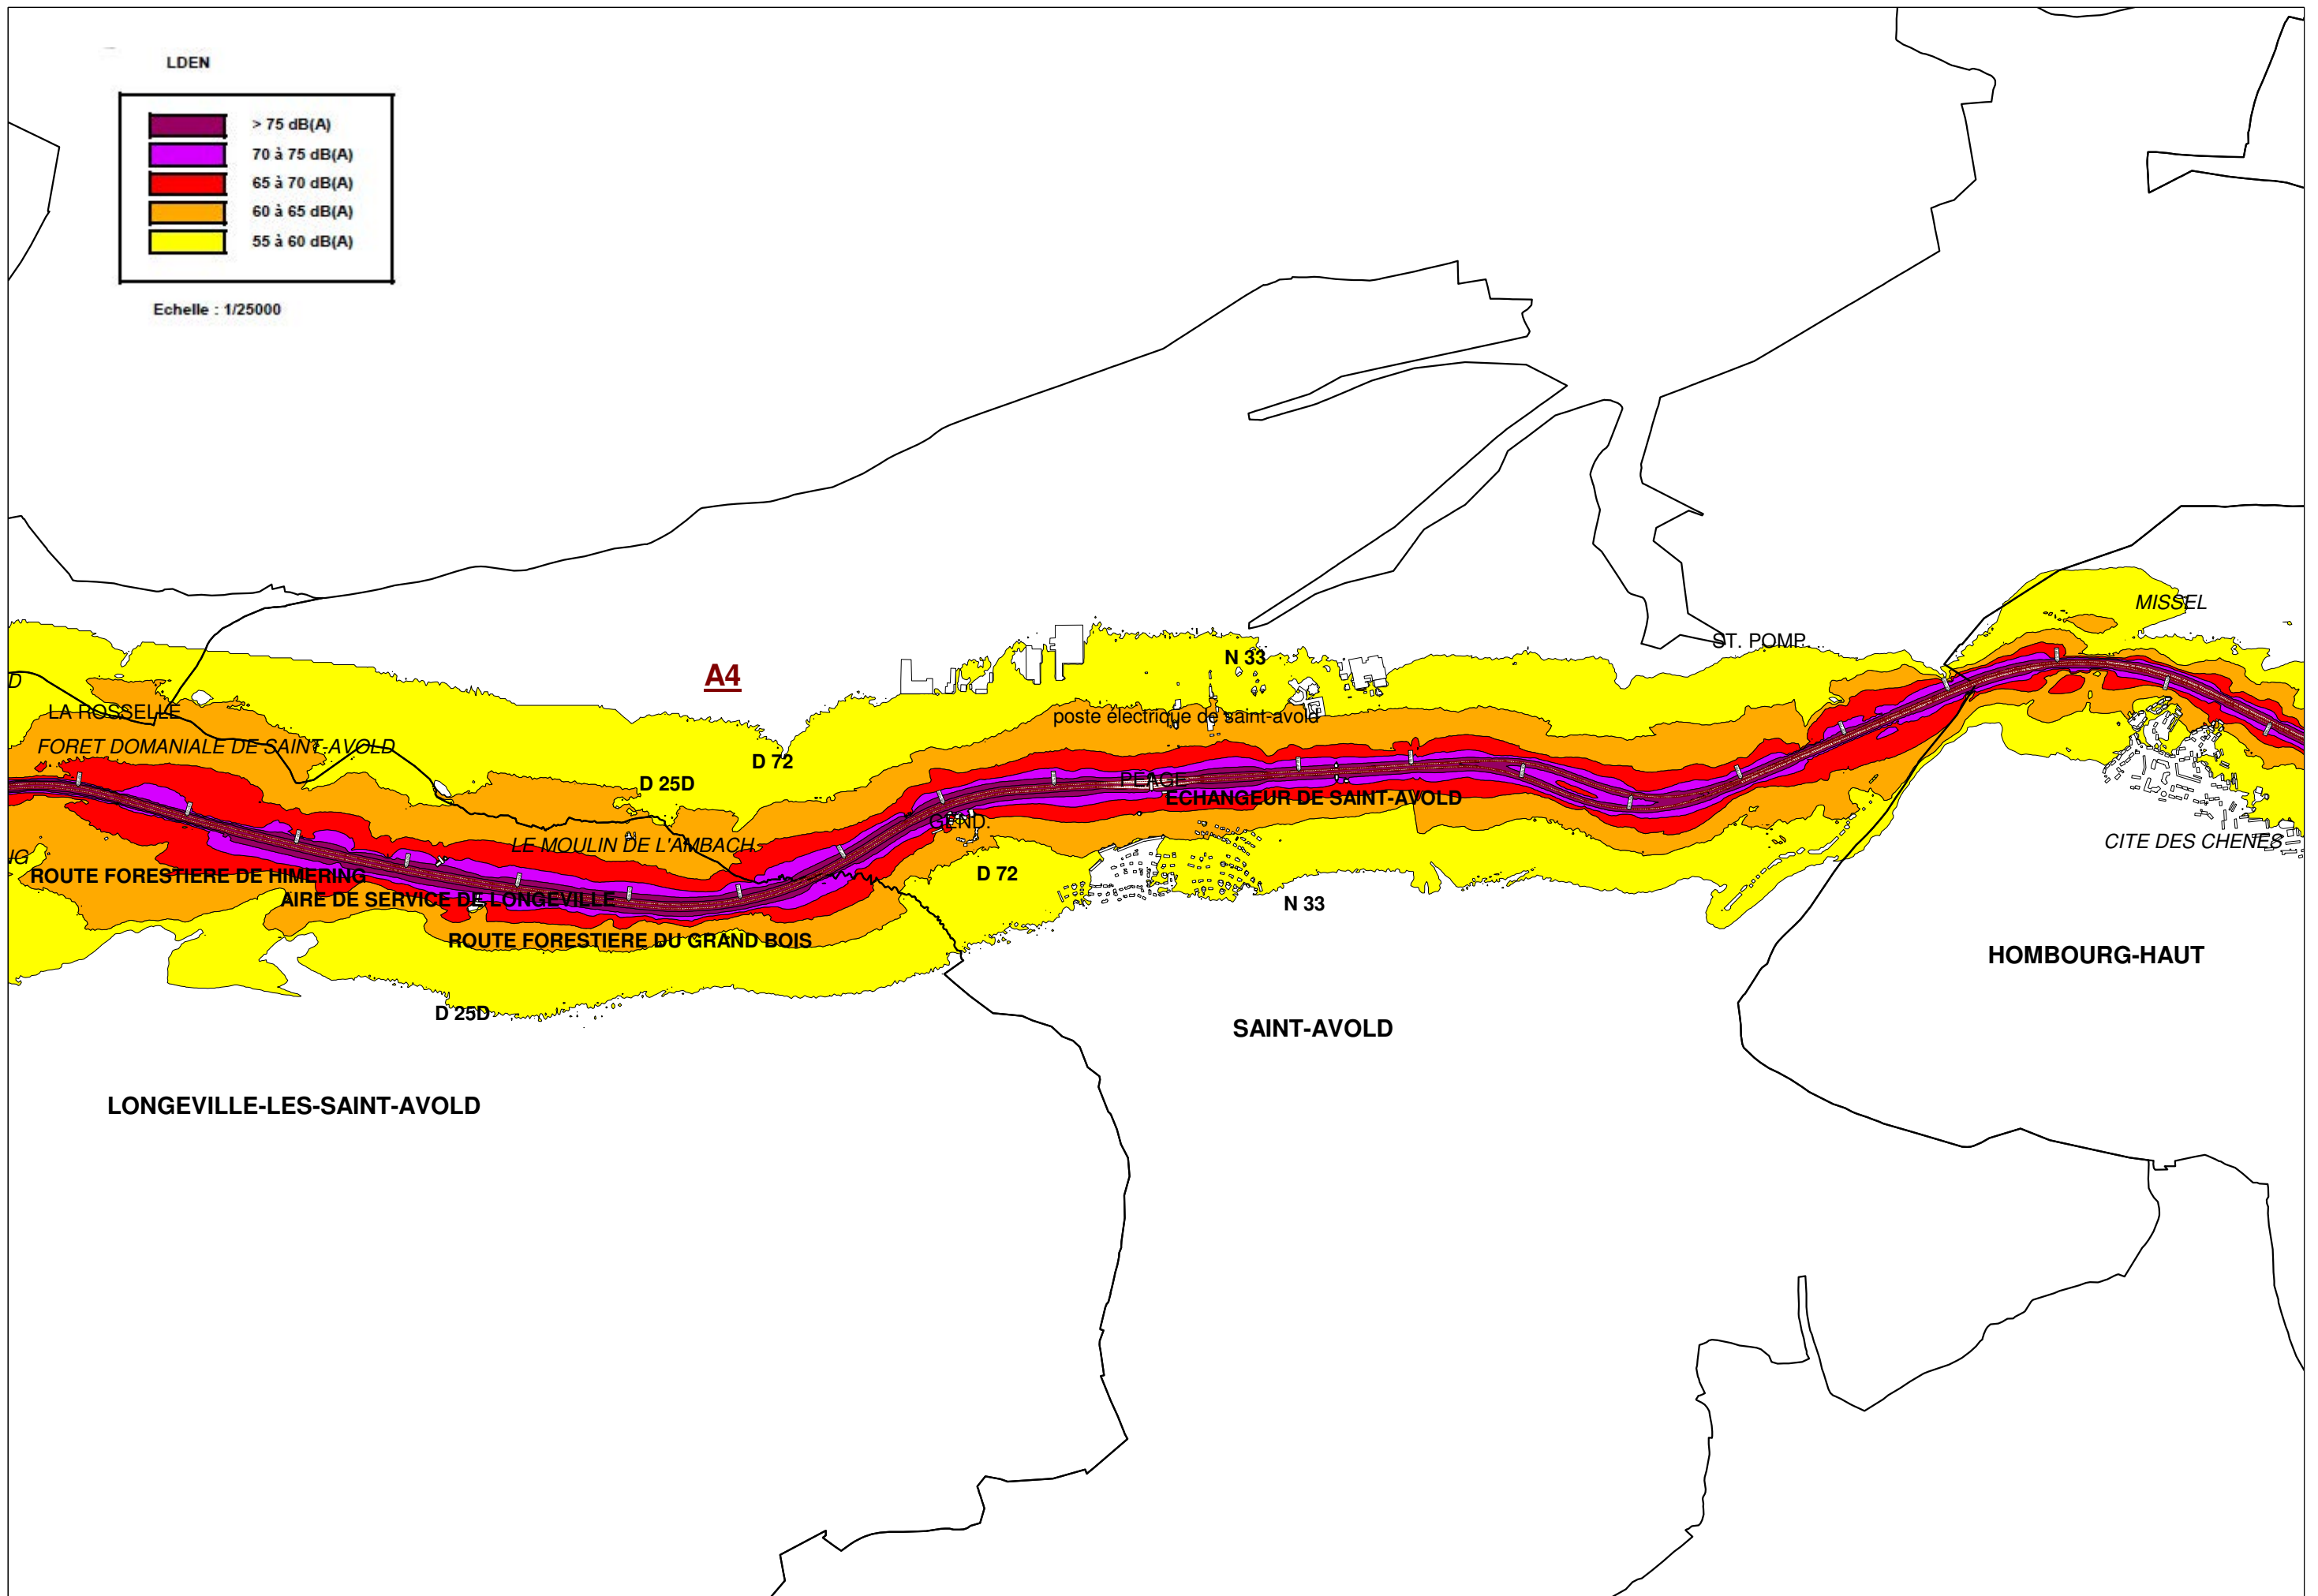 LDEN
> 75 dB(A)
70 à 75 dB(A)
65 à 70 dB(A)
60 à 65 dB(A)
55 à 60 dB(A)
Echelle : 1/25000
MISSEL
ST. POMP.
N 33
A4
D
LA ROSSELLE
poste électrique de saint-avold
FORET DOMANIALE DE SAINT-AVOLD
D 72
D 25D
PEAGE
ECHANGEUR DE SAINT-AVOLD
GEND.
LE MOULIN DE L'AMBACH
CITE DES CHENES
IG
ROUTE FORESTIERE DE HIMERING
D 72
AIRE DE SERVICE DE LONGEVILLE
N 33
ROUTE FORESTIERE DU GRAND BOIS
HOMBOURG-HAUT
D 25D
SAINT-AVOLD
LONGEVILLE-LES-SAINT-AVOLD